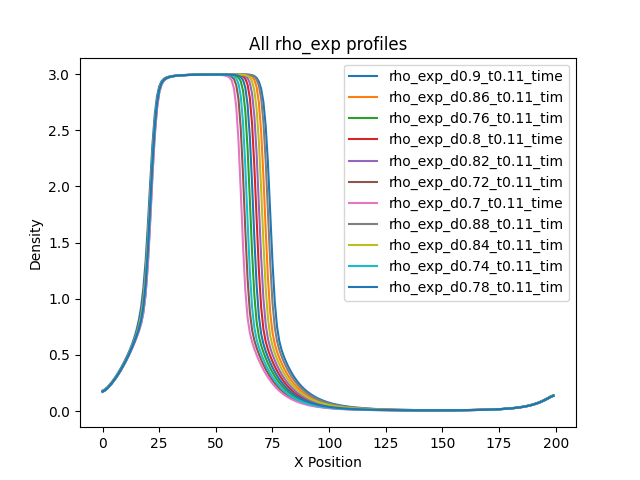 All rho_exp profiles
3.0
2.5
2.0
1.5
1.0
0.5
0.0
Density
rho_exp_d0.9_t0.11_time
rho_exp_d0.86_t0.11_tim
rho_exp_d0.76_t0.11_tim
rho_exp_d0.8_t0.11_time
rho_exp_d0.82_t0.11_tim
rho_exp_d0.72_t0.11_tim
rho_exp_d0.7_t0.11_time
rho_exp_d0.88_t0.11_tim
rho_exp_d0.84_t0.11_tim
rho_exp_d0.74_t0.11_tim
rho_exp_d0.78_t0.11_tim
0 25 50 75 100 125 150 175 200
X Position